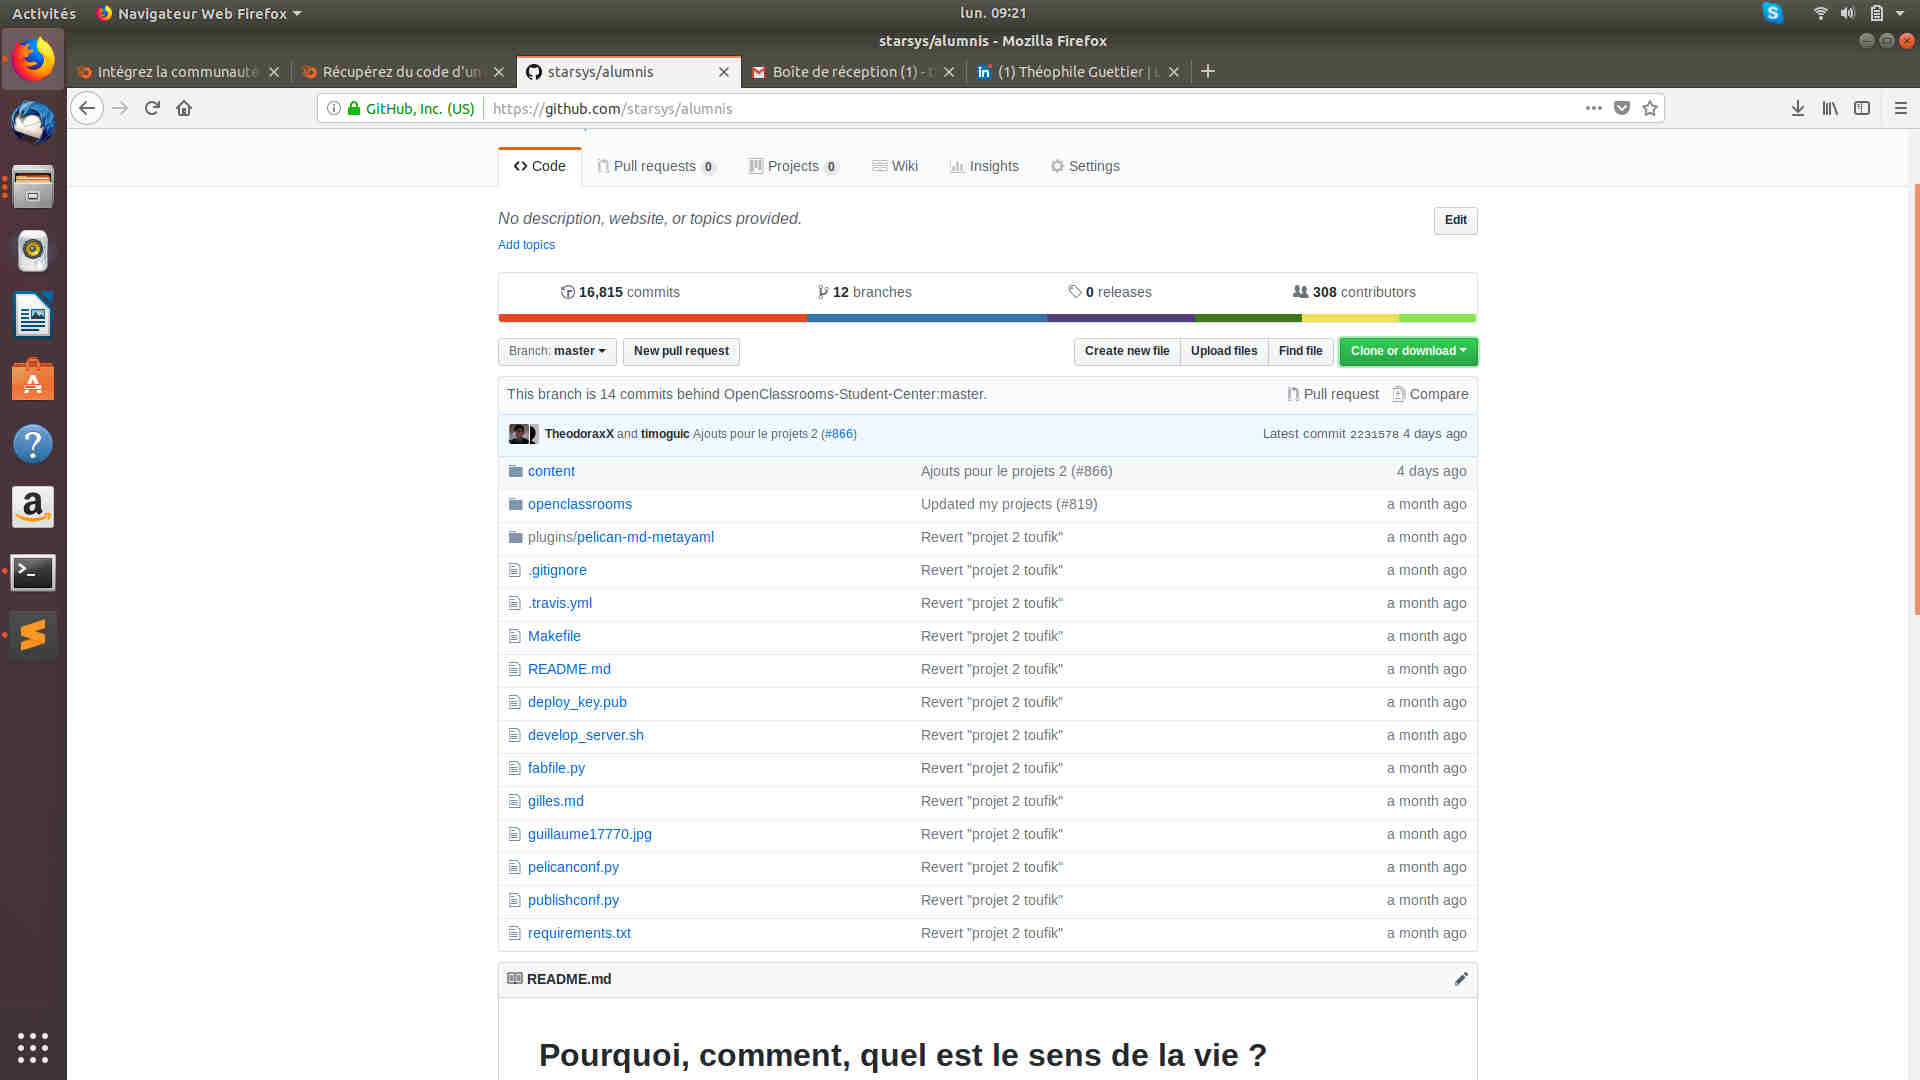 Activités Navigateur Web Firefox lun. 09:21
starsys/alumnis - Mozilla Firefox
Intégrez la communauté Récupérez du code d'un starsys/alumnis Boîte de réception (1) - (1) Théophile Guettier |
GitHub, Inc. (US) https://github.com/starsys/alumnis
Code Pull requests 0 Projects 0 Wiki Insights Settings
No description, website, or topics provided. Edit
Add topics
16,815 commits 12 branches 0 releases 308 contributors
Branch: master New pull request Create new file Upload files Find file Clone or download
This branch is 14 commits behind OpenClassrooms-Student-Center:master. Pull request Compare
TheodoraxX and timoguic Ajouts pour le projets 2 (#866) Latest commit 2231578 4 days ago
content Ajouts pour le projets 2 (#866) 4 days ago
openclassrooms Updated my projects (#819) a month ago
plugins/pelican-md-metayaml Revert "projet 2 toufik" a month ago
.gitignore Revert "projet 2 toufik" a month ago
.travis.yml Revert "projet 2 toufik" a month ago
Makefile Revert "projet 2 toufik" a month ago
README.md Revert "projet 2 toufik" a month ago
deploy_key.pub Revert "projet 2 toufik" a month ago
develop_server.sh Revert "projet 2 toufik" a month ago
fabfile.py Revert "projet 2 toufik" a month ago
gilles.md Revert "projet 2 toufik" a month ago
guillaume17770.jpg Revert "projet 2 toufik" a month ago
pelicanconf.py Revert "projet 2 toufik" a month ago
publishconf.py Revert "projet 2 toufik" a month ago
requirements.txt Revert "projet 2 toufik" a month ago
README.md
Pourquoi, comment, quel est le sens de la vie ?